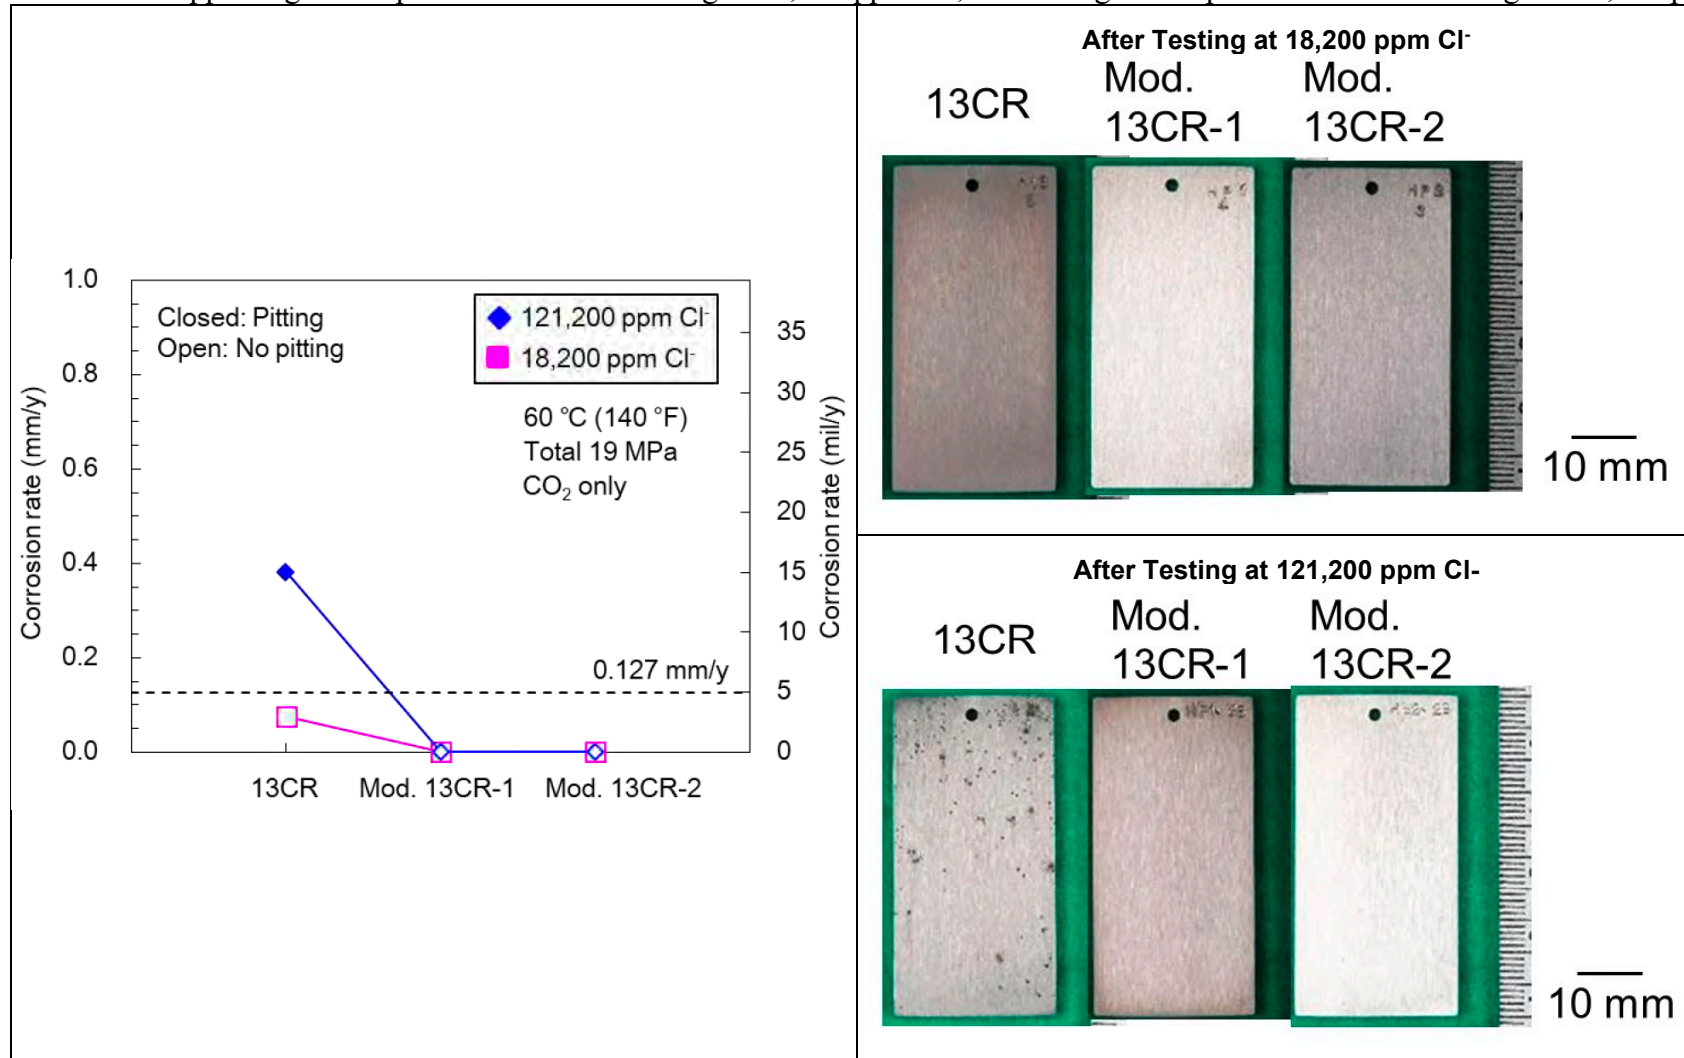 Closed: Pitting
Open: No pitting
121,200 ppm Cl-
18,200 ppm Cl-
60 °C (140 °F)
Total 19 MPa
CO2 only
0.127 mm/y
Corrosion rate (mm/y)
1.0
0.8
0.6
0.4
0.2
0.0
Corrosion rate (mil/y)
35
30
25
20
15
10
5
0
13CR
Mod. 13CR-1
Mod. 13CR-2
After Testing at 18,200 ppm Cl-
13CR
Mod.
13CR-1
Mod.
13CR-2
10 mm
After Testing at 121,200 ppm Cl-
13CR
Mod.
13CR-1
Mod.
13CR-2
10 mm